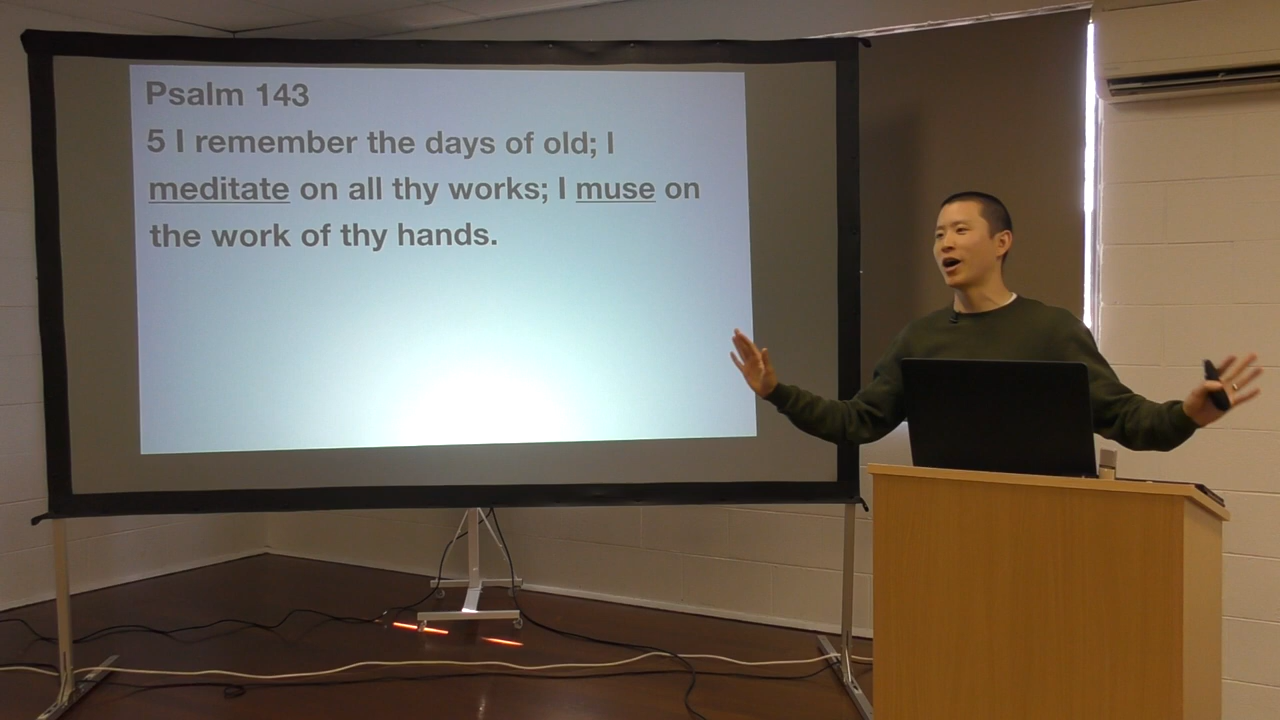 Psalm 143
5 I remember the days of old; I
meditate on all thy works; I muse on
the work of thy hands.